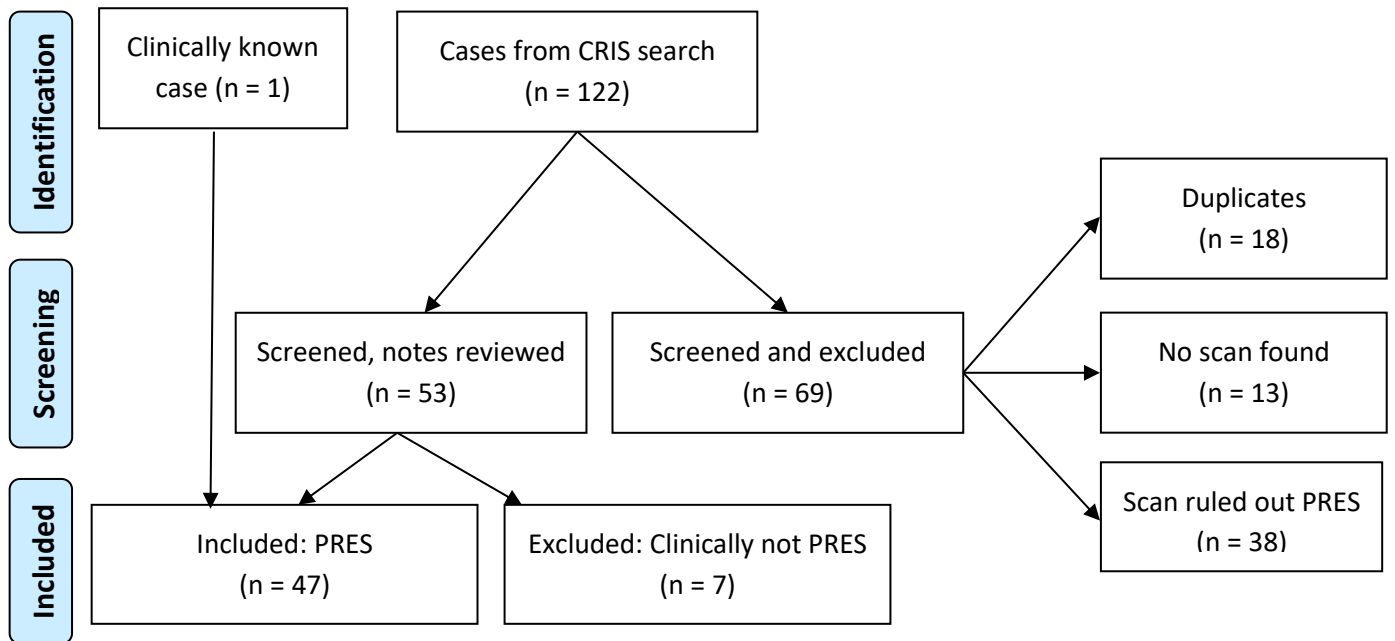 Identification
Clinically known
case (n = 1)
Cases from CRIS search
(n = 122)
Duplicates
(n = 18)
Screening
Screened, notes reviewed
(n = 53)
Screened and excluded
(n = 69)
No scan found
(n = 13)
Scan ruled out PRES
(n = 38)
Included
Included: PRES
(n = 47)
Excluded: Clinically not PRES
(n = 7)